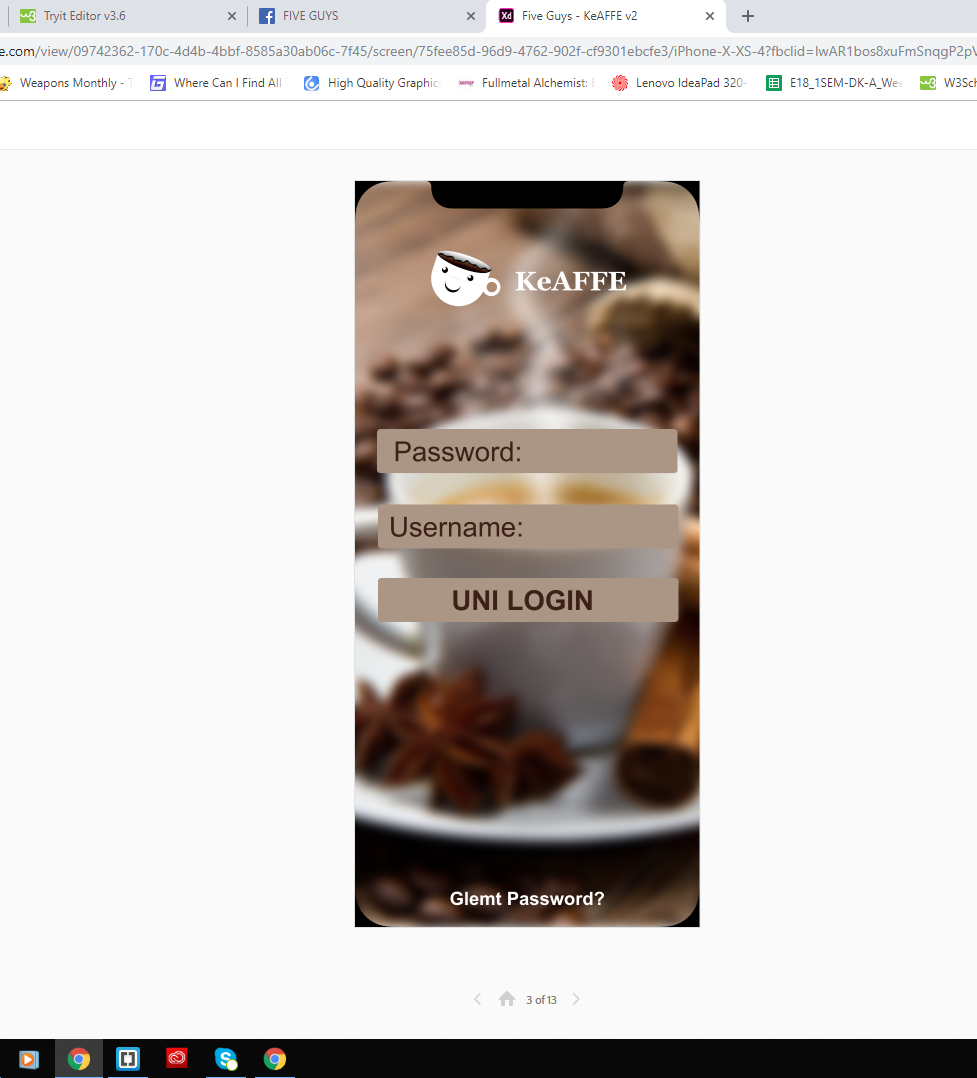 Tryit Editor v3.6
FIVE GUYS
Five Guys - KeAFFE v2
e.com/view/09742362-170c-4d4b-4bbf-8585a30ab06c-7f45/screen/75fee85d-96d9-4762-902f-cf9301ebcfe3/iPhone-X-XS-4?fbclid=IwAR1bos8xuFmSnqgP2pV
Weapons Monthly - T
Where Can I Find All
High Quality Graphic
Fullmetal Alchemist: B
Lenovo IdeaPad 320-
E18_1SEM-DK-A_Wee
W3Sch
KeAFFE
Password:
Username:
UNI LOGIN
Glemt Password?
3 of 13